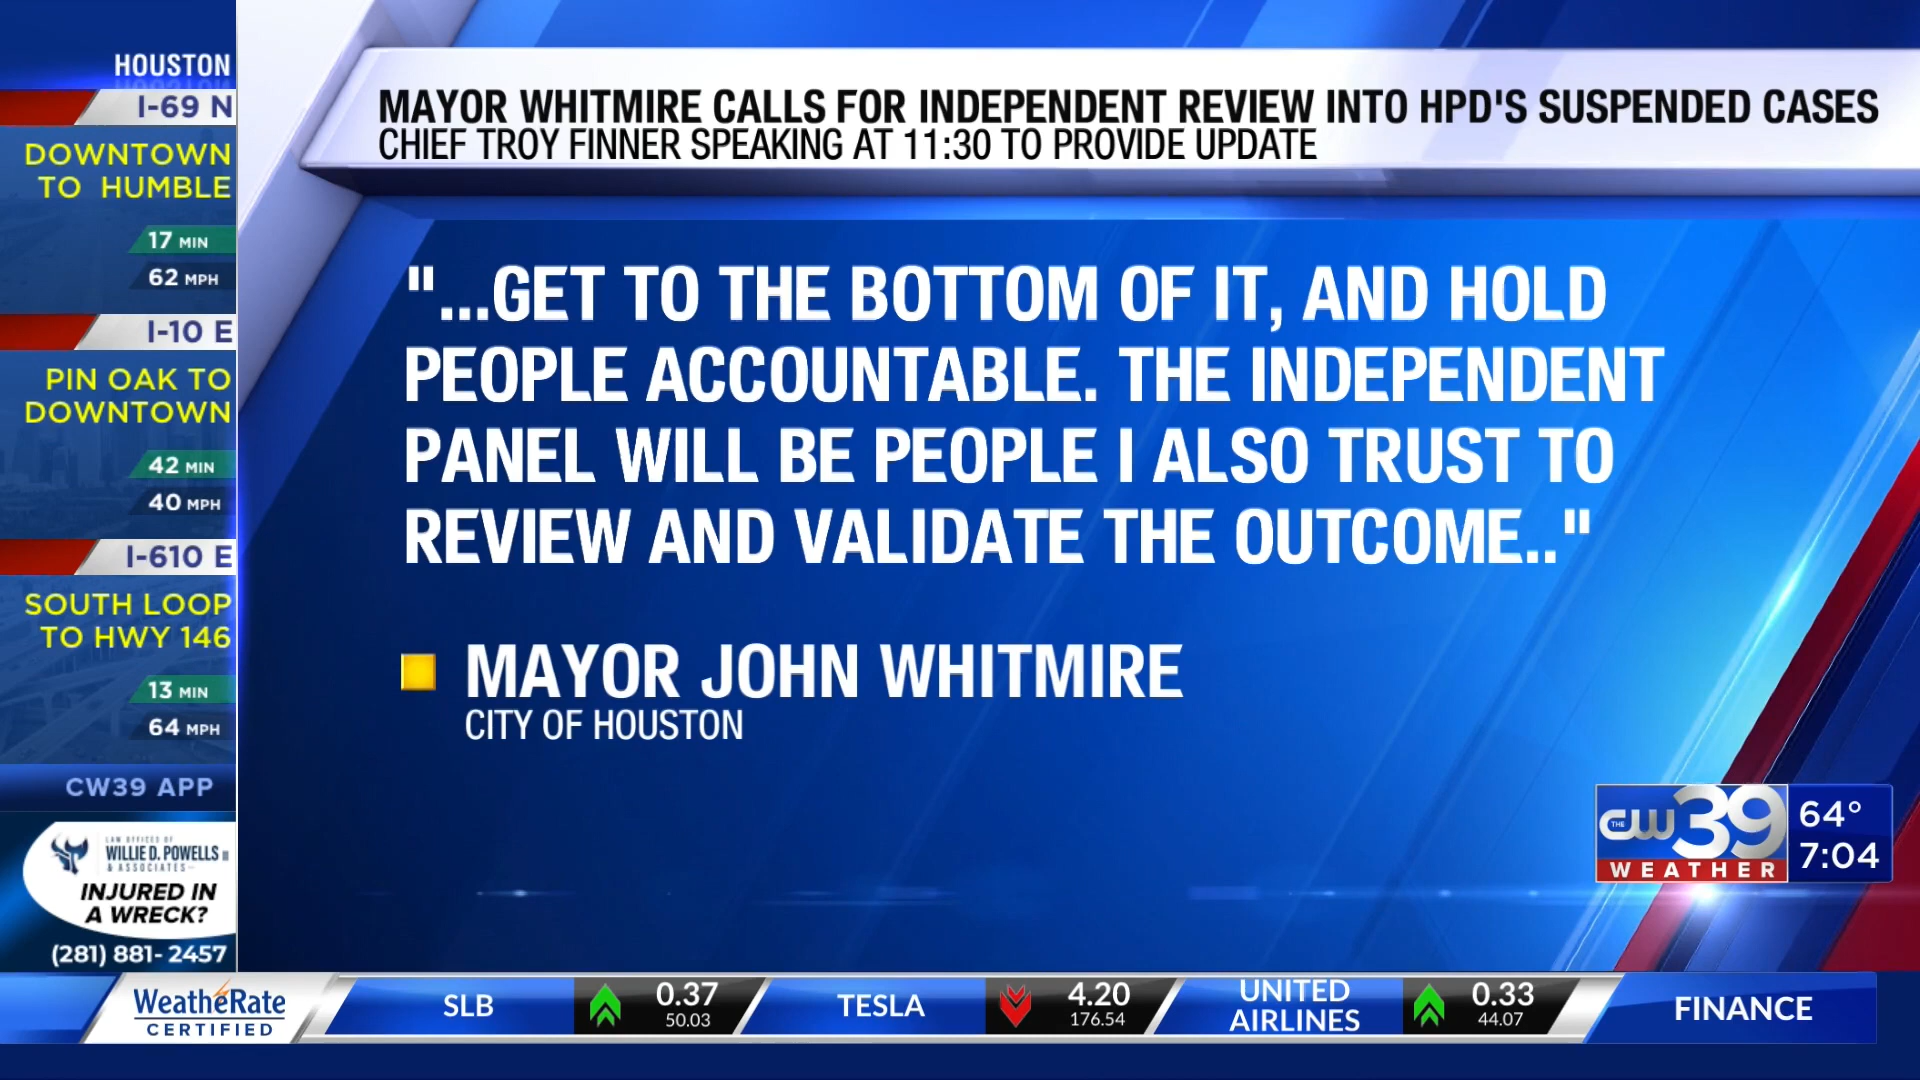 HOUSTON
I-69 N
DOWNTOWN
TO HUMBLE
17 MIN
62 MPH
I-10 E
PIN OAK TO
DOWNTOWN
42 MIN
40 MPH
I-610 E
SOUTH LOOP
TO HWY 146
13 MIN
64 MPH
CW39 APP
LAW OFFICES OF
WILLIE D. POWELLS III
& ASSOCIATES
INJURED IN
A WRECK?
(281) 881- 2457
MAYOR WHITMIRE CALLS FOR INDEPENDENT REVIEW INTO HPD'S SUSPENDED CASES
CHIEF TROY FINNER SPEAKING AT 11:30 TO PROVIDE UPDATE
"...GET TO THE BOTTOM OF IT, AND HOLD
PEOPLE ACCOUNTABLE. THE INDEPENDENT
PANEL WILL BE PEOPLE I ALSO TRUST TO
REVIEW AND VALIDATE THE OUTCOME.."
MAYOR JOHN WHITMIRE
CITY OF HOUSTON
THE CW39
WEATHER
64°
7:04
WeatheRate
CERTIFIED
SLB
0.37
50.03
TESLA
4.20
176.54
UNITED
AIRLINES
0.33
44.07
FINANCE